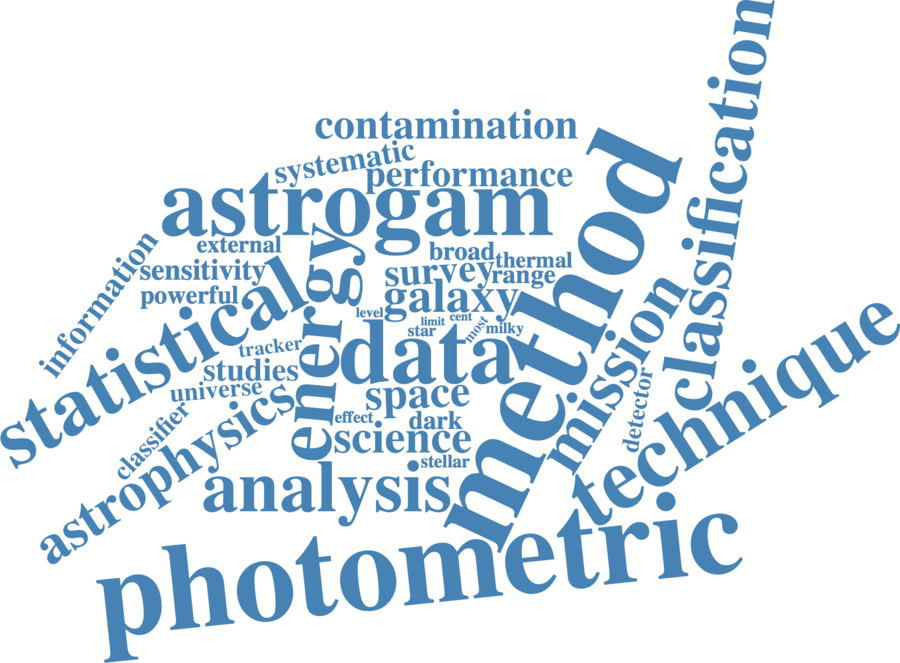 contamination
systematic
performance
astrogam
classification
method
external
information
sensitivity
powerful
broad
thermal
survey
range
galaxy
energy
statistical
level
limit
cent
star
most
milky
data
tracker
studies
universe
space
mission
technique
detector
classifier
astrophysics
effect
dark
science
stellar
analysis
photometric